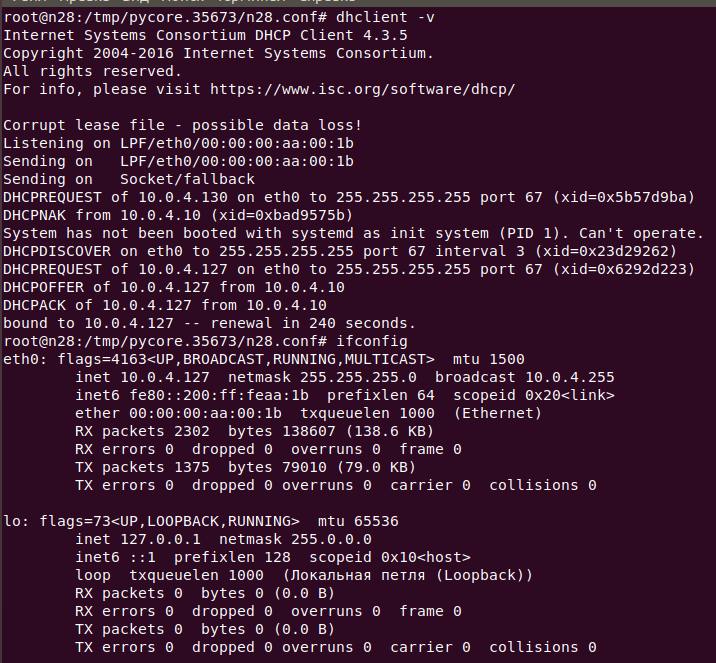 root@n28:/tmp/pycore.35673/n28.conf# dhclient -v
Internet Systems Consortium DHCP Client 4.3.5
Copyright 2004-2016 Internet Systems Consortium.
All rights reserved.
For info, please visit https://www.isc.org/software/dhcp/

Corrupt lease file - possible data loss!
Listening on LPF/eth0/00:00:00:aa:00:1b
Sending on   LPF/eth0/00:00:00:aa:00:1b
Sending on   Socket/fallback
DHCPREQUEST of 10.0.4.130 on eth0 to 255.255.255.255 port 67 (xid=0x5b57d9ba)
DHCPNAK from 10.0.4.10 (xid=0xbad9575b)
System has not been booted with systemd as init system (PID 1). Can't operate.
DHCPDISCOVER on eth0 to 255.255.255.255 port 67 interval 3 (xid=0x23d29262)
DHCPREQUEST of 10.0.4.127 on eth0 to 255.255.255.255 port 67 (xid=0x6292d223)
DHCPOFFER of 10.0.4.127 from 10.0.4.10
DHCPACK of 10.0.4.127 from 10.0.4.10
bound to 10.0.4.127 -- renewal in 240 seconds.
root@n28:/tmp/pycore.35673/n28.conf# ifconfig
eth0: flags=4163<UP,BROADCAST,RUNNING,MULTICAST>  mtu 1500
        inet 10.0.4.127  netmask 255.255.255.0  broadcast 10.0.4.255
        inet6 fe80::200:ff:feaa:1b  prefixlen 64  scopeid 0x20<link>
        ether 00:00:00:aa:00:1b  txqueuelen 1000  (Ethernet)
        RX packets 2302  bytes 138607 (138.6 KB)
        RX errors 0  dropped 0  overruns 0  frame 0
        TX packets 1375  bytes 79010 (79.0 KB)
        TX errors 0  dropped 0 overruns 0  carrier 0  collisions 0

lo: flags=73<UP,LOOPBACK,RUNNING>  mtu 65536
        inet 127.0.0.1  netmask 255.0.0.0
        inet6 ::1  prefixlen 128  scopeid 0x10<host>
        loop  txqueuelen 1000  (Локальная петля (Loopback))
        RX packets 0  bytes 0 (0.0 B)
        RX errors 0  dropped 0  overruns 0  frame 0
        TX packets 0  bytes 0 (0.0 B)
        TX errors 0  dropped 0 overruns 0  carrier 0  collisions 0